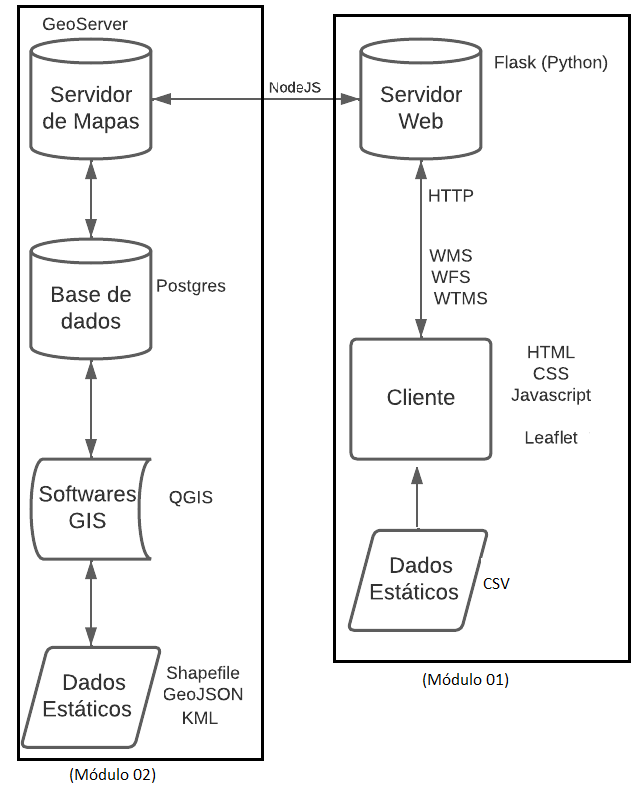 GeoServer
Servidor
de Mapas
NodeJS
Servidor
Web
Flask (Python)
HTTP
WMS
WFS
WTMS
Base de
dados
Postgres
Cliente
HTML
CSS
Javascript
Leaflet
Softwares
GIS
QGIS
Dados
Estáticos
CSV
Dados
Estáticos
Shapefile
GeoJSON
KML
(Módulo 01)
(Módulo 02)